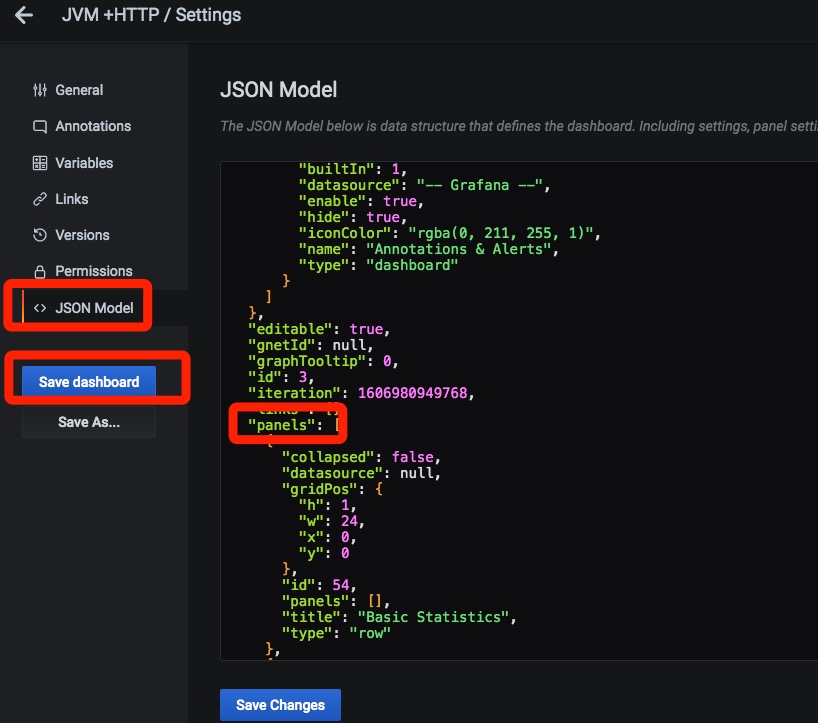 JVM +HTTP / Settings
General
Annotations
Variables
Links
Versions
Permissions
<> JSON Model
Save dashboard
Save As...
JSON Model
The JSON Model below is data structure that defines the dashboard. Including settings, panel setti
"builtIn": 1,
"datasource": "-- Grafana --",
"enable": true,
"hide": true,
"iconColor": "rgba(0, 211, 255, 1)",
"name": "Annotations & Alerts",
"type": "dashboard"
}
]
},
"editable": true,
"gnetId": null,
"graphTooltip": 0,
"id": 3,
"iteration": 1606980949768,
"links": []
"panels": [
{
"collapsed": false,
"datasource": null,
"gridPos": {
"h": 1,
"w": 24,
"x": 0,
"y": 0
},
"id": 54,
"panels": [],
"title": "Basic Statistics",
"type": "row"
},
Save Changes